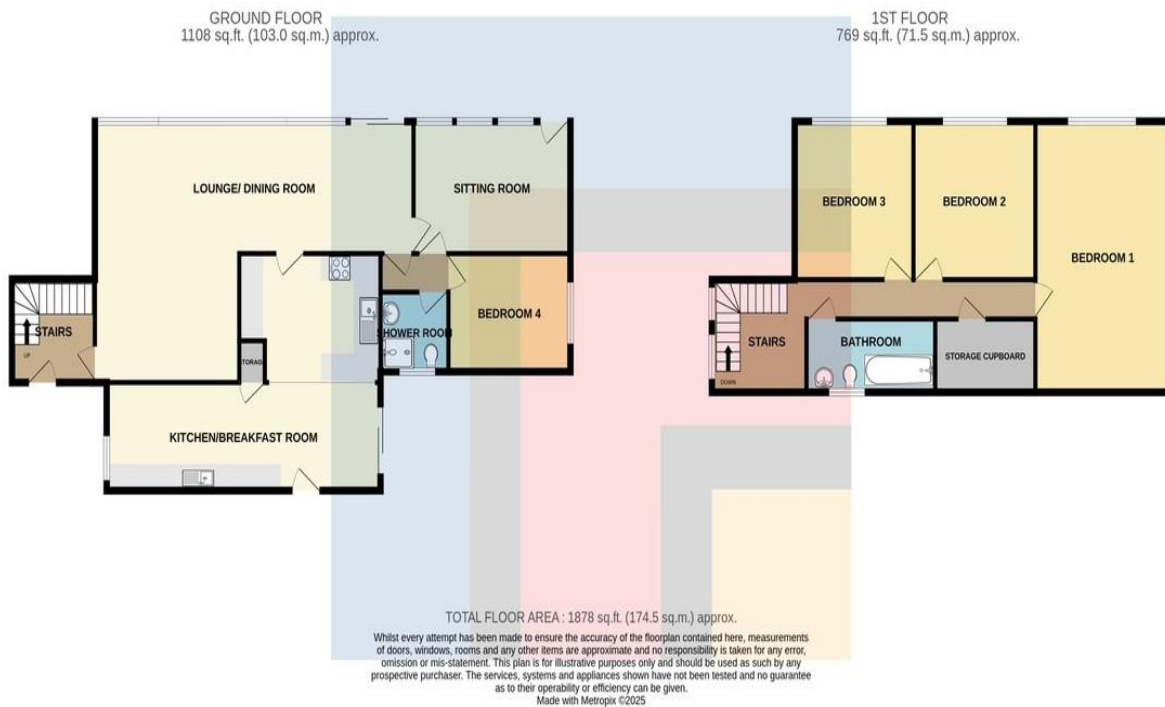 GROUND FLOOR
1108 sq.ft. (103.0 sq.m.) approx.
1ST FLOOR
769 sq.ft. (71.5 sq.m.) approx.
LOUNGE/ DINING ROOM
SITTING ROOM
BEDROOM 3
BEDROOM 2
BEDROOM 1
STAIRS
UP
SHOWER ROOM
BEDROOM 4
TORAG
KITCHEN/BREAKFAST ROOM
STAIRS
DOWN
BATHROOM
STORAGE CUPBOARD
TOTAL FLOOR AREA : 1878 sq.ft. (174.5 sq.m.) approx.
Whilst every attempt has been made to ensure the accuracy of the floorplan contained here, measurements
of doors, windows, rooms and any other items are approximate and no responsibility is taken for any error,
omission or mis-statement. This plan is for illustrative purposes only and should be used as such by any
prospective purchaser. The services, systems and appliances shown have not been tested and no guarantee
as to their operability or efficiency can be given.
Made with Metropix ©2025